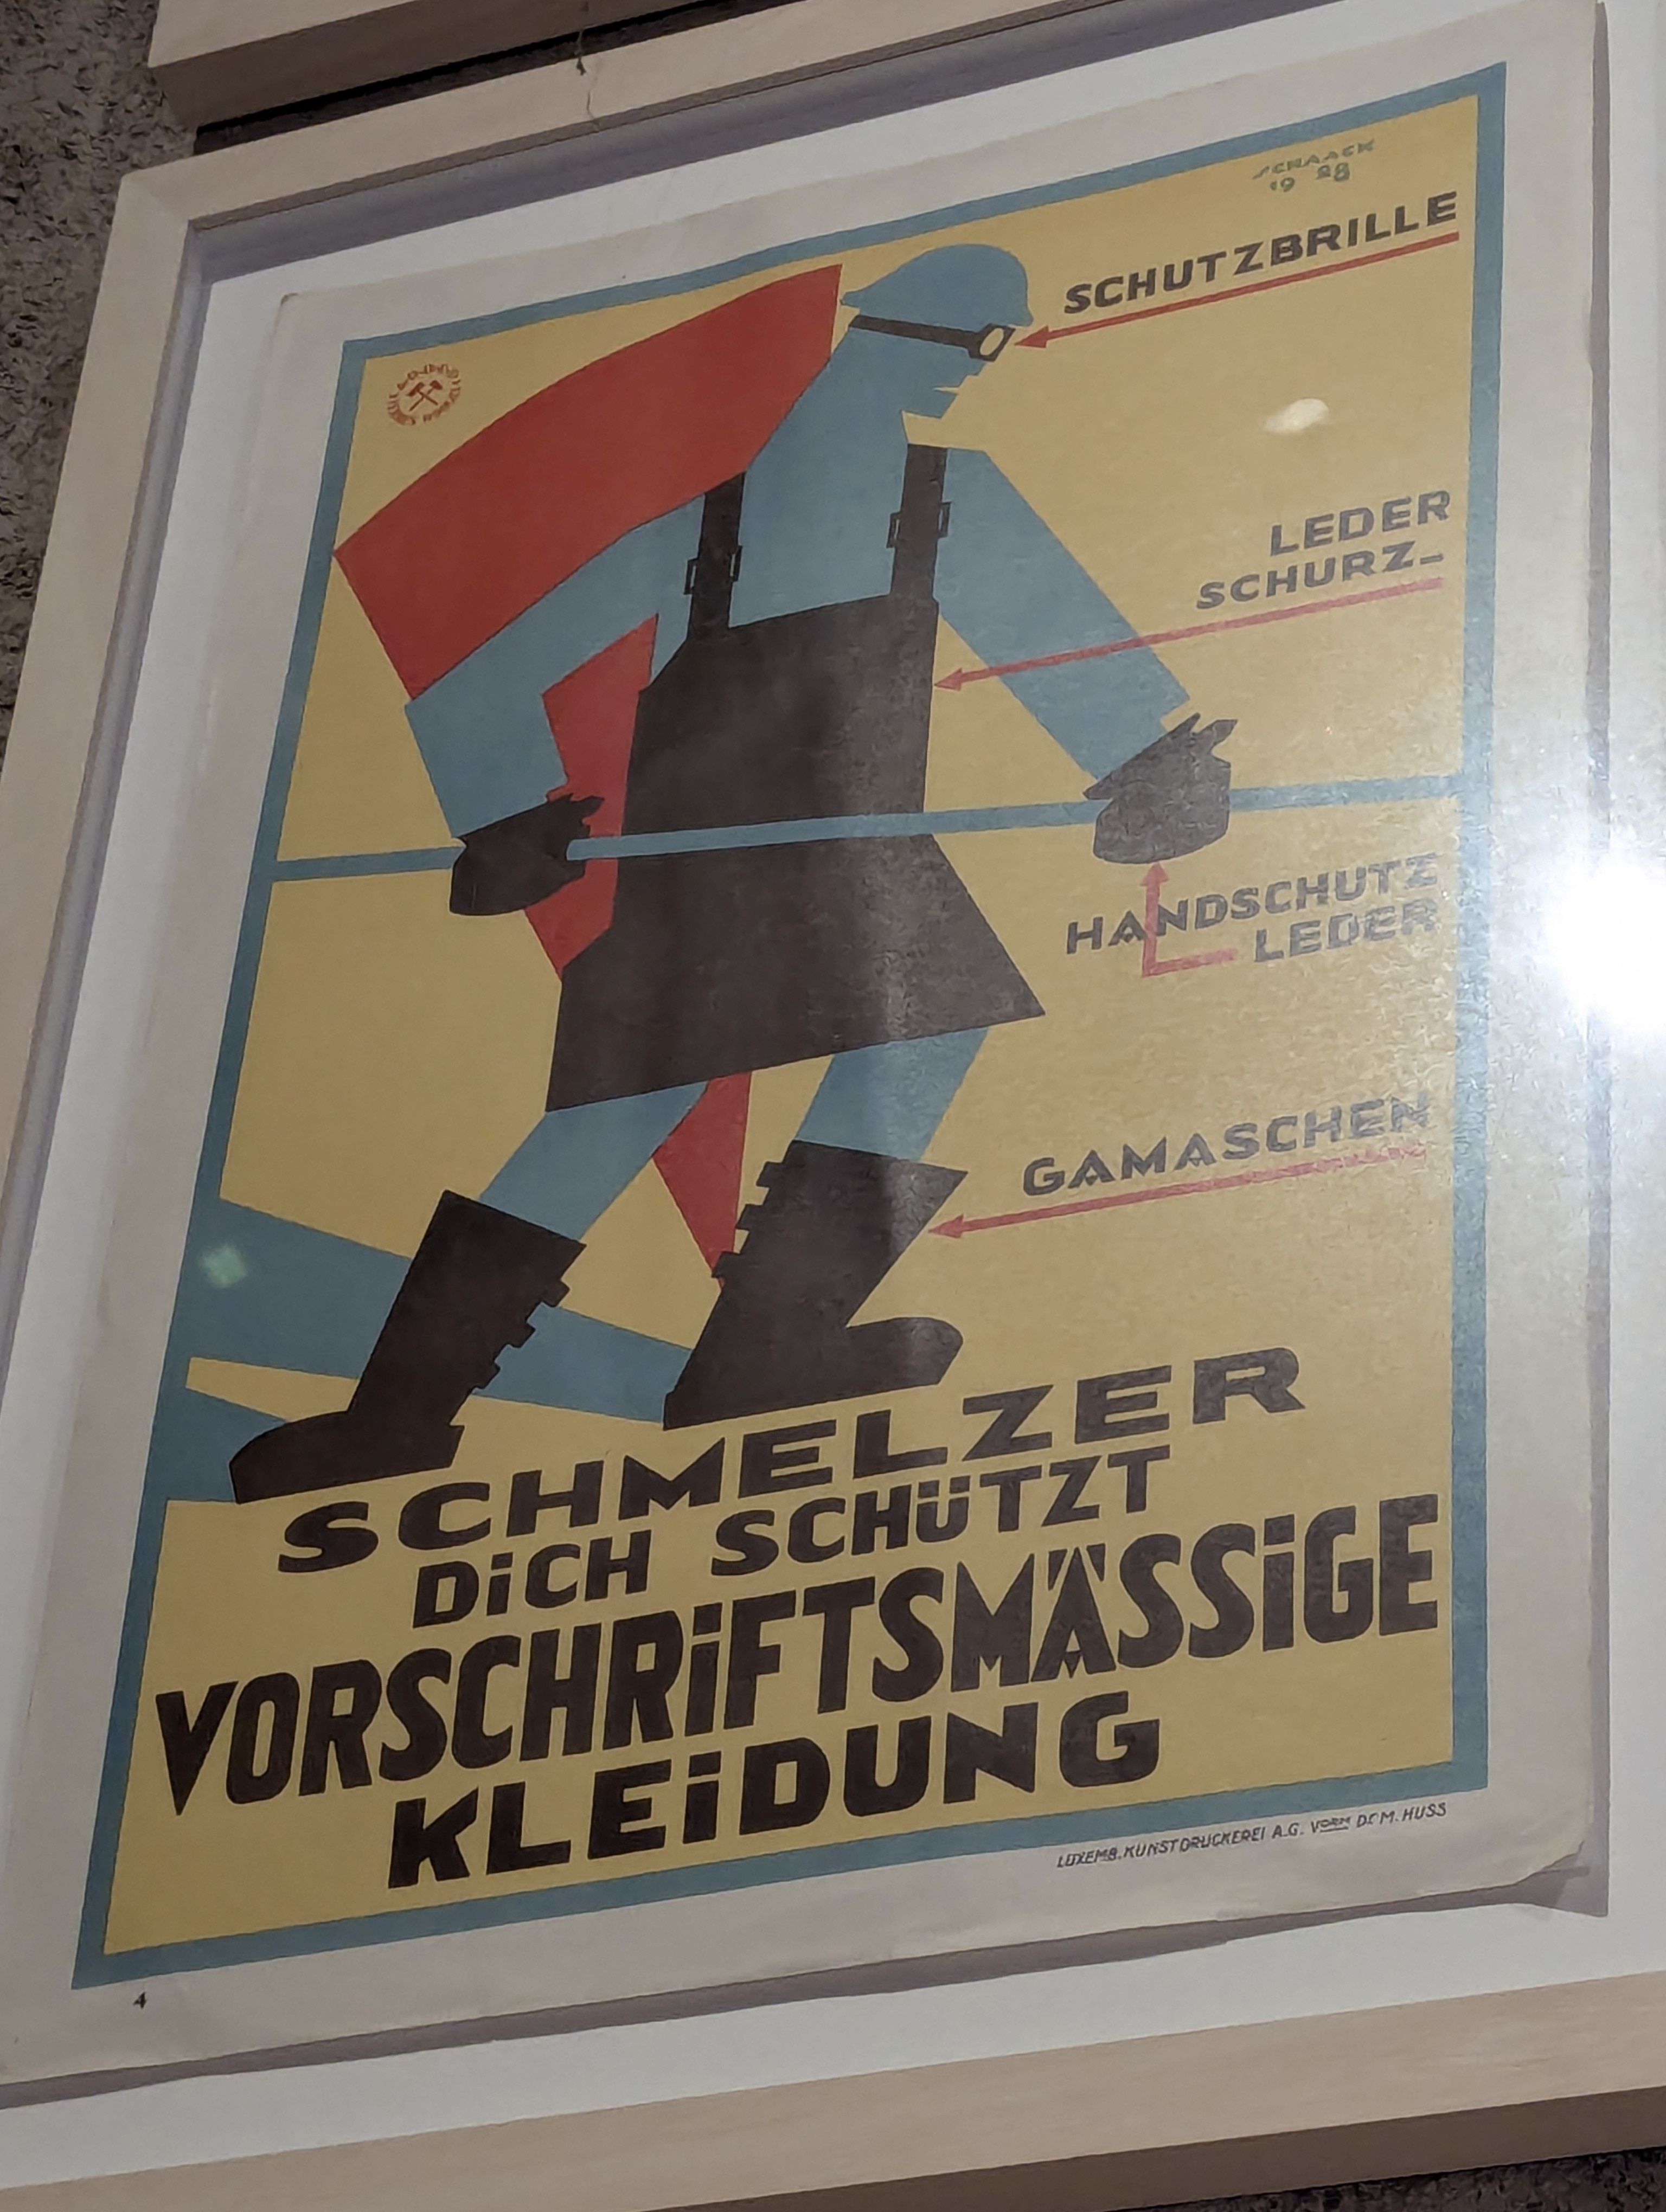 SCHAACK
1928
SCHUTZBRILLE
LEDER
SCHURZ-
HANDSCHUTZ
LEDER
GAMASCHEN
SCHMELZER
DiCH SCHÜTZT
VORSCHRiFTSMÄSSiGE
KLEiDUNG
LUXEMB. KUNSTDRUCKEREI A.G. VORM DR M. HUSS
4